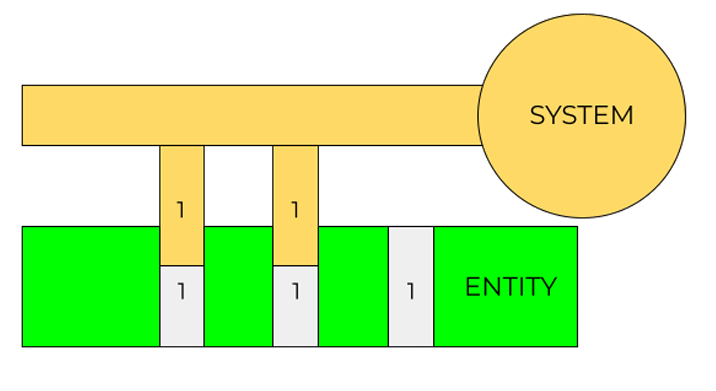 SYSTEM
1 1
1 1 1 ENTITY